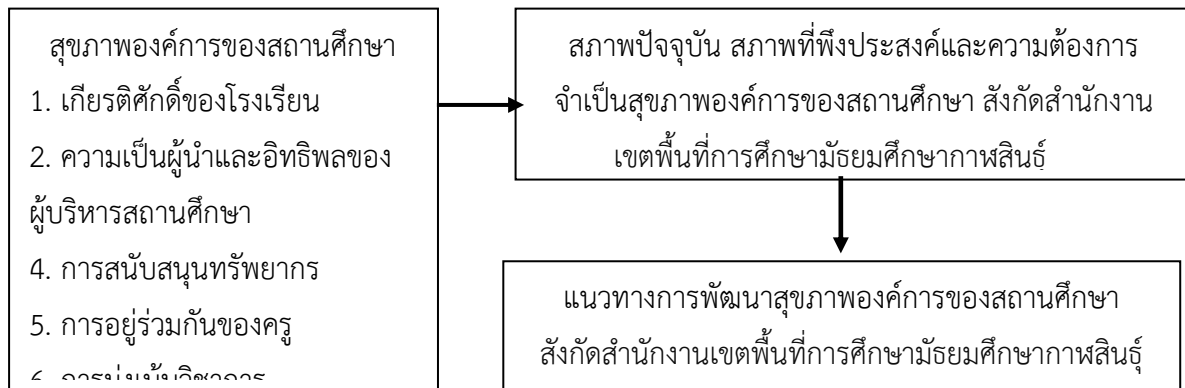 สุขภาพองค์การของสถานศึกษา
1. เกียรติศักดิ์ของโรงเรียน
2. ความเป็นผู้นำและอิทธิพลของ
ผู้บริหารสถานศึกษา
4. การสนับสนุนทรัพยากร
5. การอยู่ร่วมกันของครู
สภาพปัจจุบัน สภาพที่พึงประสงค์และความต้องการ
จำเป็นสุขภาพองค์การของสถานศึกษา สังกัดสำนักงาน
เขตพื้นที่การศึกษามัธยมศึกษากาฬสินธุ์
แนวทางการพัฒนาสุขภาพองค์การของสถานศึกษา
สังกัดสำนักงานเขตพื้นที่การศึกษามัธยมศึกษากาฬสินธุ์